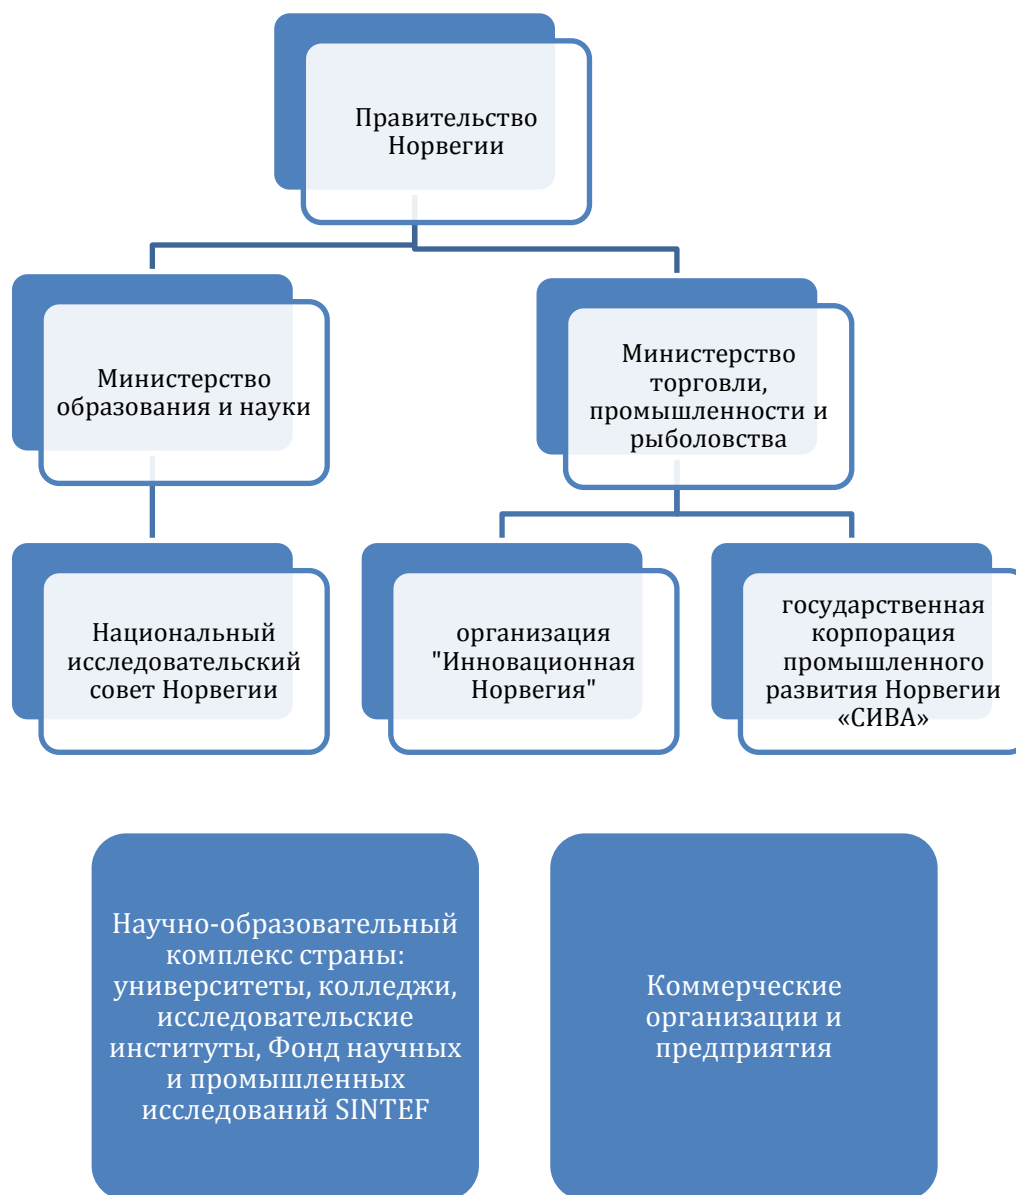 Правительство
Норвегии
Министерство
образования и науки
Министерство
торговли,
промышленности и
рыболовства
Национальный
исследовательский
совет Норвегии
организация
"Инновационная
Норвегия"
государственная
корпорация
промышленного
развития Норвегии
«СИВА»
Научно-образовательный
комплекс страны:
университеты, колледжи,
исследовательские
институты, Фонд научных
и промышленных
исследований SINTEF
Коммерческие
организации и
предприятия